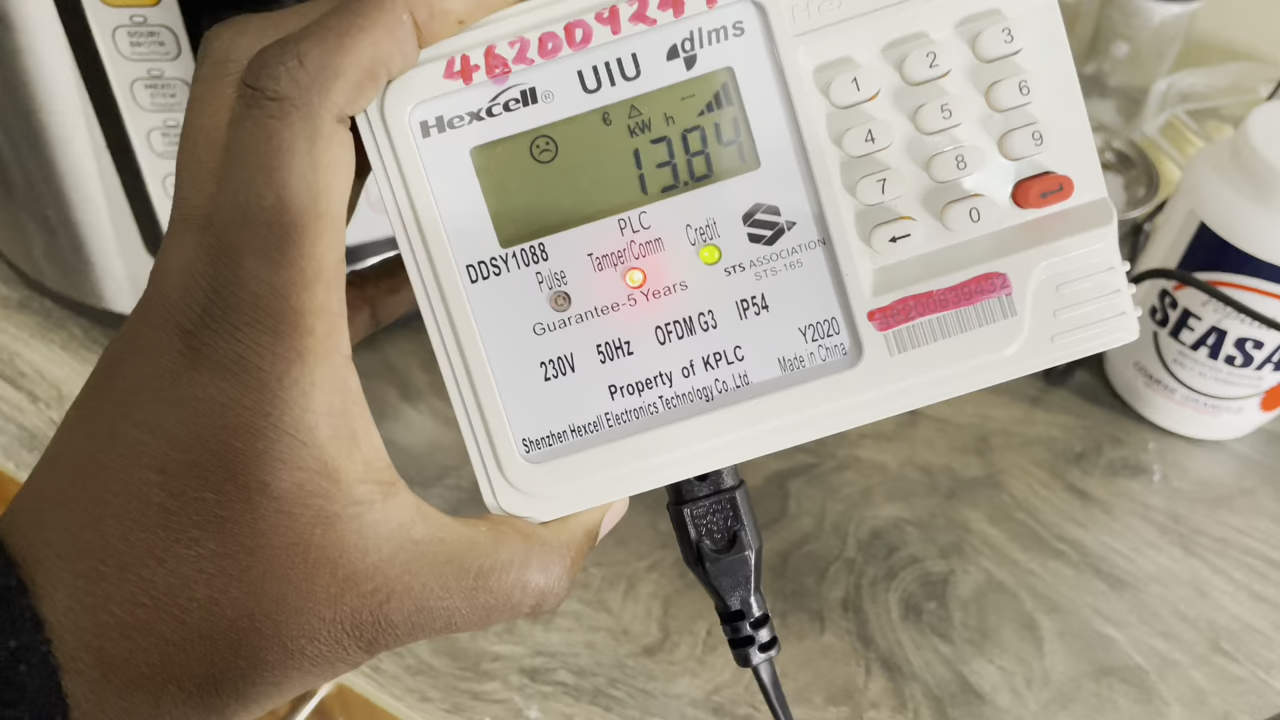 Hexcell®
UIU
dlms
6 kW h
13.84
DDSY1088
PLC
Pulse
Tamper/Comm
Credit
STS ASSOCIATION
STS-165
Guarantee-5 Years
230V 50Hz OFDM G3 IP54
Property of KPLC
Y2020
Shenzhen Hexcell Electronics Technology Co.,Ltd.
Made in China
1 2 3
4 5 6
7 8 9
0
SEASA